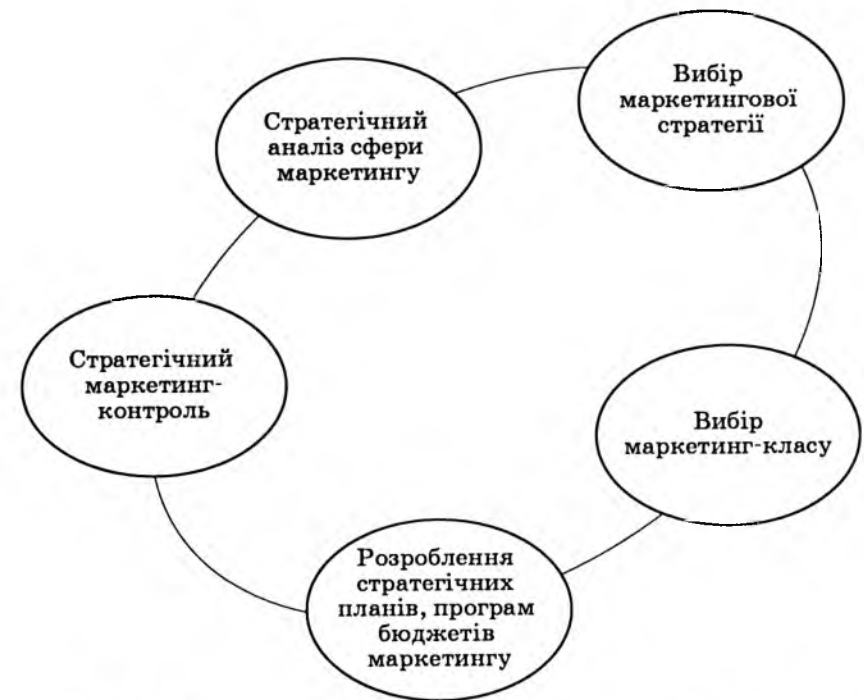 Стратегічний
аналіз сфери
маркетингу
Вибір
маркетингової
стратегії
Вибір
маркетинг-класу
Розроблення
стратегічних
планів, програм
бюджетів
маркетингу
Стратегічний
маркетинг-
контроль